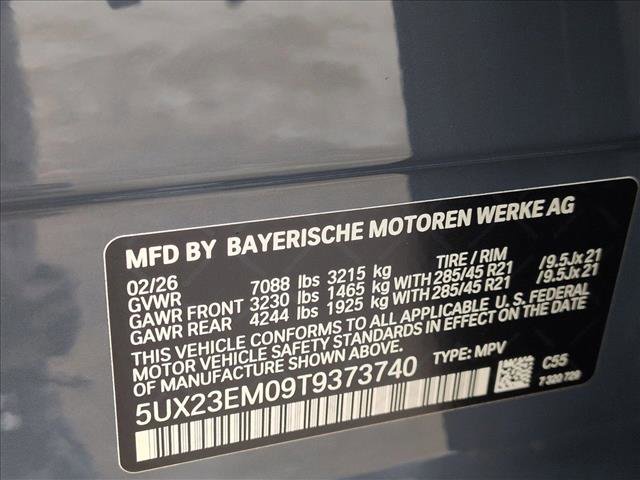 MFD BY BAYERISCHE MOTOREN WERKE AG
02/26
GVWR 7088 lbs 3215 kg TIRE / RIM
GAWR FRONT 3230 lbs 1465 kg WITH 285/45 R21 /9.5Jx21
GAWR REAR 4244 lbs 1925 kg WITH 285/45 R21 /9.5Jx21
THIS VEHICLE CONFORMS TO ALL APPLICABLE U.S. FEDERAL
MOTOR VEHICLE SAFETY STANDARDS IN EFFECT ON THE DATE
OF MANUFACTURE SHOWN ABOVE.
TYPE: MPV C55
5UX23EM09T9373740
7 320 728